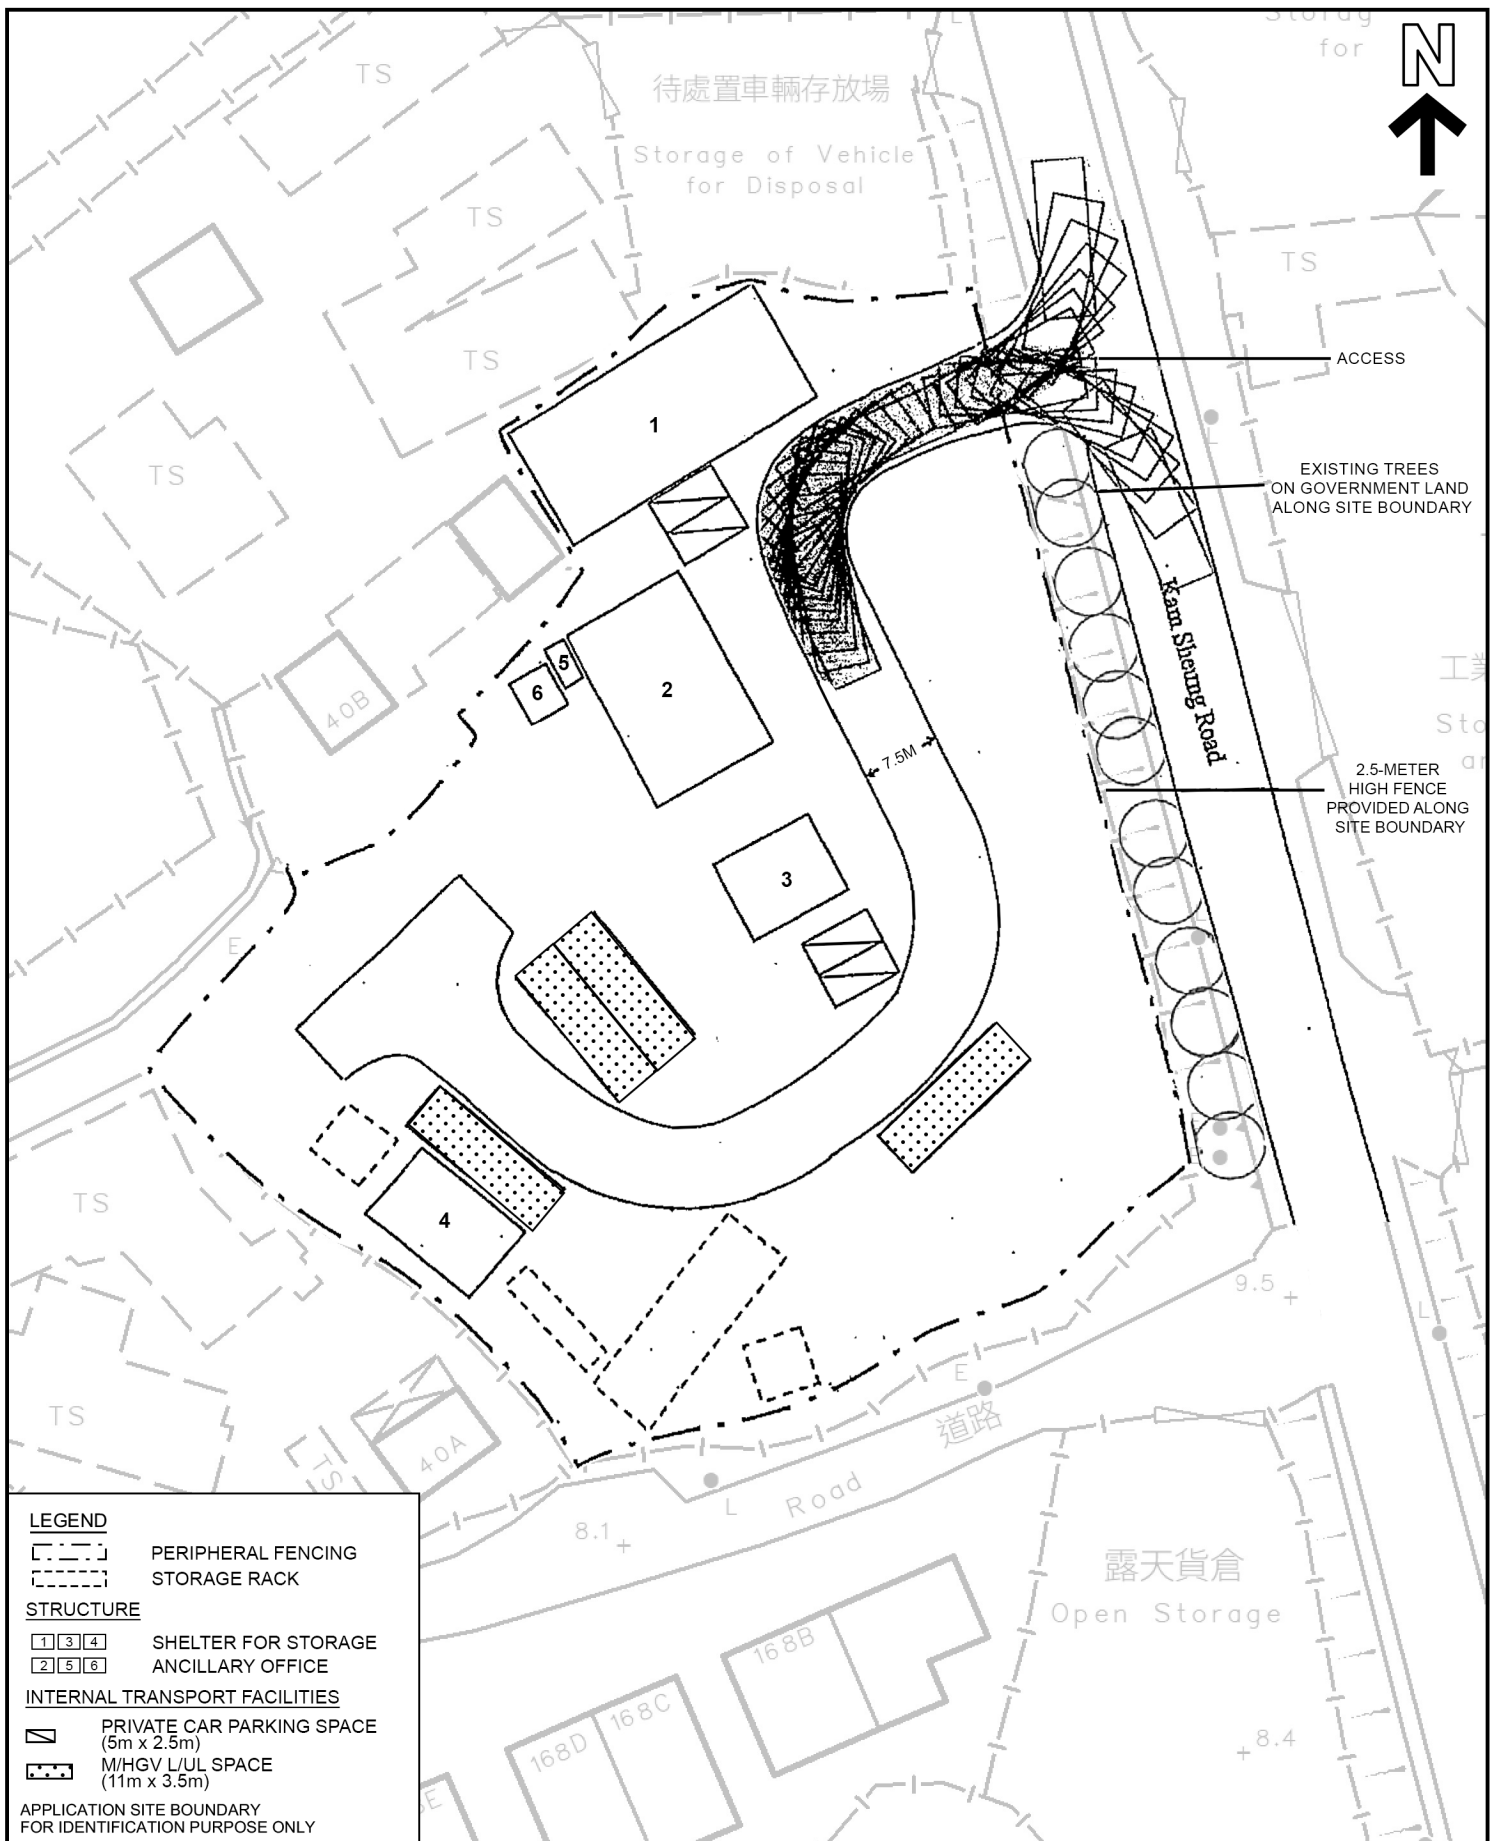 Storag
for
N
TS
待處置車輛存放場
Storage of Vehicle
for Disposal
TS
TS
TS
TS
ACCESS
1
L
EXISTING TREES
ON GOVERNMENT LAND
ALONG SITE BOUNDARY
Kam Sheung Road
5
6
2
40B
7.5M
2.5-METER
HIGH FENCE
PROVIDED ALONG
SITE BOUNDARY
3
E
TS
4
9.5
L
E
道路
TS
TS
40A
L
Road
8.1
露天貨倉
Open Storage
168B
168C
168D
8.4
LEGEND
PERIPHERAL FENCING
STORAGE RACK
STRUCTURE
1 3 4 SHELTER FOR STORAGE
2 5 6 ANCILLARY OFFICE
INTERNAL TRANSPORT FACILITIES
PRIVATE CAR PARKING SPACE
(5m x 2.5m)
M/HGV L/UL SPACE
(11m x 3.5m)
APPLICATION SITE BOUNDARY
FOR IDENTIFICATION PURPOSE ONLY